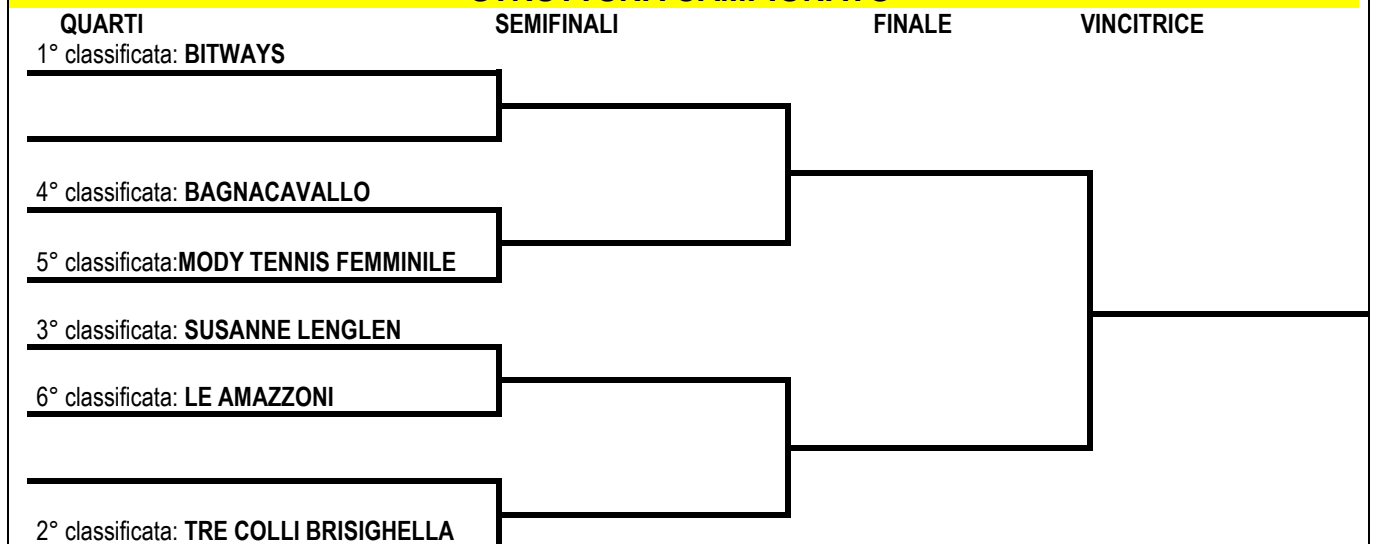 QUARTI SEMIFINALI FINALE VINCITRICE
1° classificata: BITWAYS
4° classificata: BAGNACAVALLO
5° classificata:MODY TENNIS FEMMINILE
3° classificata: SUSANNE LENGLEN
6° classificata: LE AMAZZONI
2° classificata: TRE COLLI BRISIGHELLA